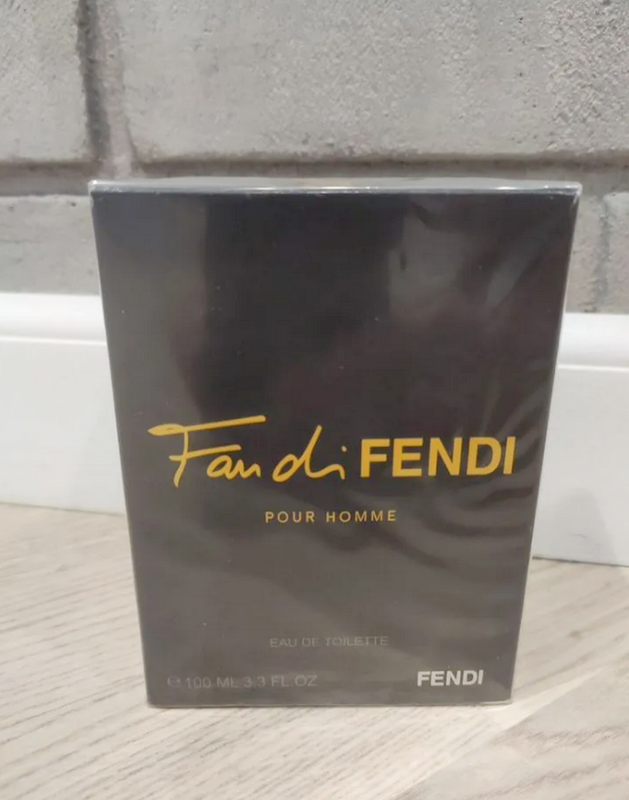 Fan di FENDI
POUR HOMME
EAU DE TOILETTE
℮ 100 ML 3.3 FL.OZ
FENDI